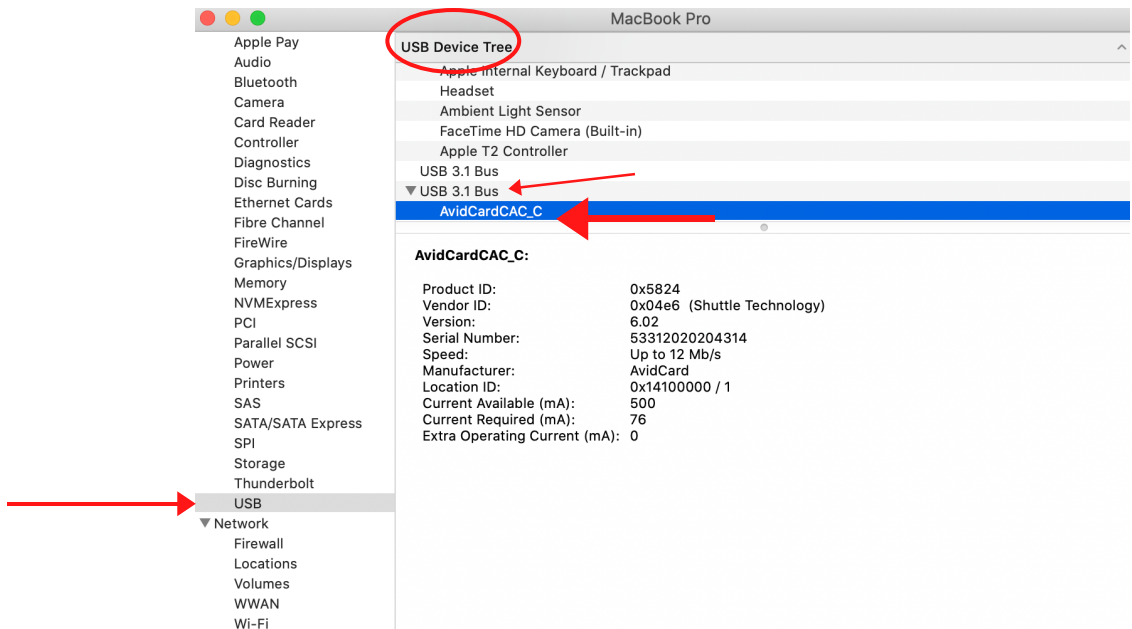 MacBook Pro
Apple Pay
Audio
Bluetooth
Camera
Card Reader
Controller
Diagnostics
Disc Burning
Ethernet Cards
Fibre Channel
FireWire
Graphics/Displays
Memory
NVMExpress
PCI
Parallel SCSI
Power
Printers
SAS
SATA/SATA Express
SPI
Storage
Thunderbolt
USB
Network
Firewall
Locations
Volumes
WWAN
Wi-Fi
USB Device Tree
Apple Internal Keyboard / Trackpad
Headset
Ambient Light Sensor
FaceTime HD Camera (Built-in)
Apple T2 Controller
USB 3.1 Bus
USB 3.1 Bus
AvidCardCAC_C
AvidCardCAC_C:
Product ID: 0x5824
Vendor ID: 0x04e6 (Shuttle Technology)
Version: 6.02
Serial Number: 53312020204314
Speed: Up to 12 Mb/s
Manufacturer: AvidCard
Location ID: 0x14100000 / 1
Current Available (mA): 500
Current Required (mA): 76
Extra Operating Current (mA): 0